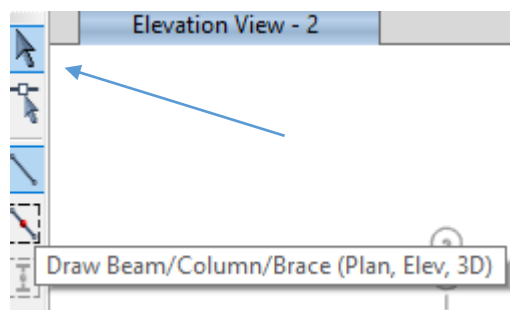 Elevation View - 2
Draw Beam/Column/Brace (Plan, Elev, 3D)